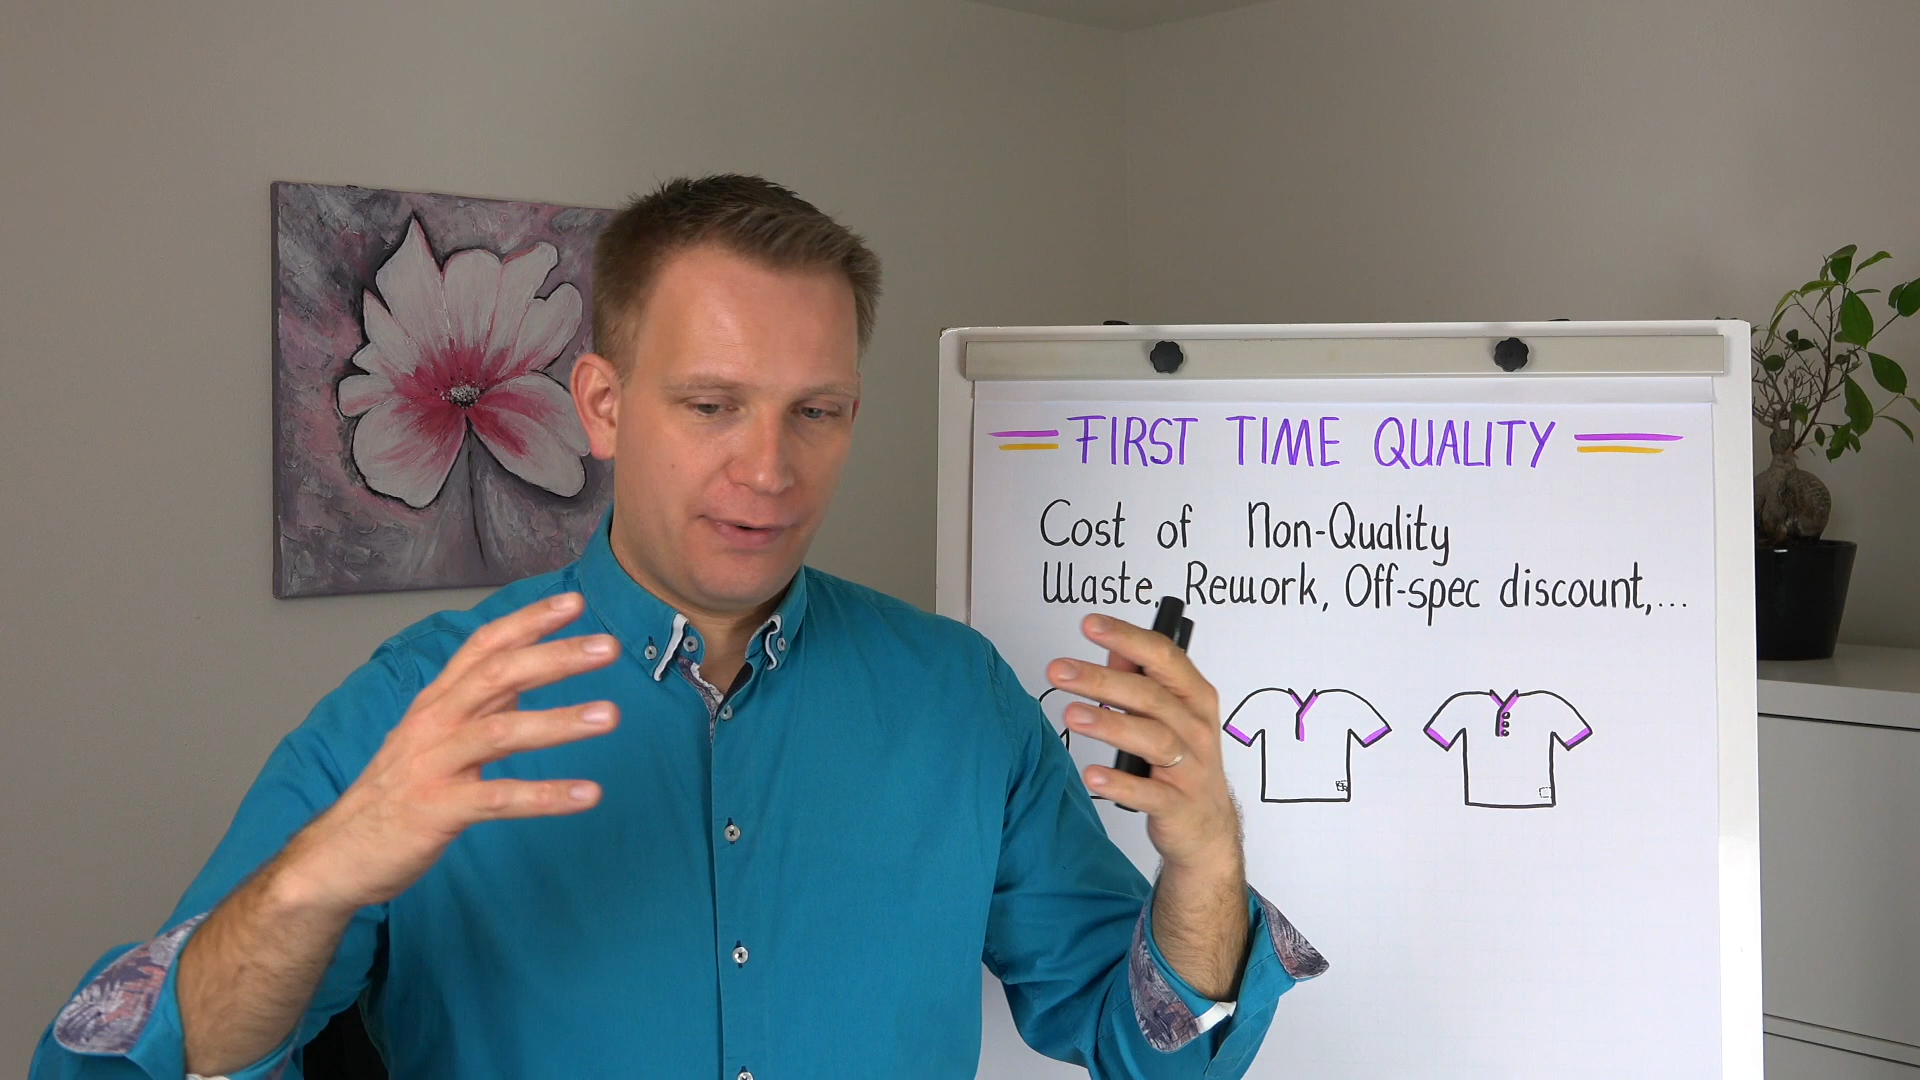 FIRST TIME QUALITY
Cost of Non-Quality
Waste, Rework, Off-spec discount,...